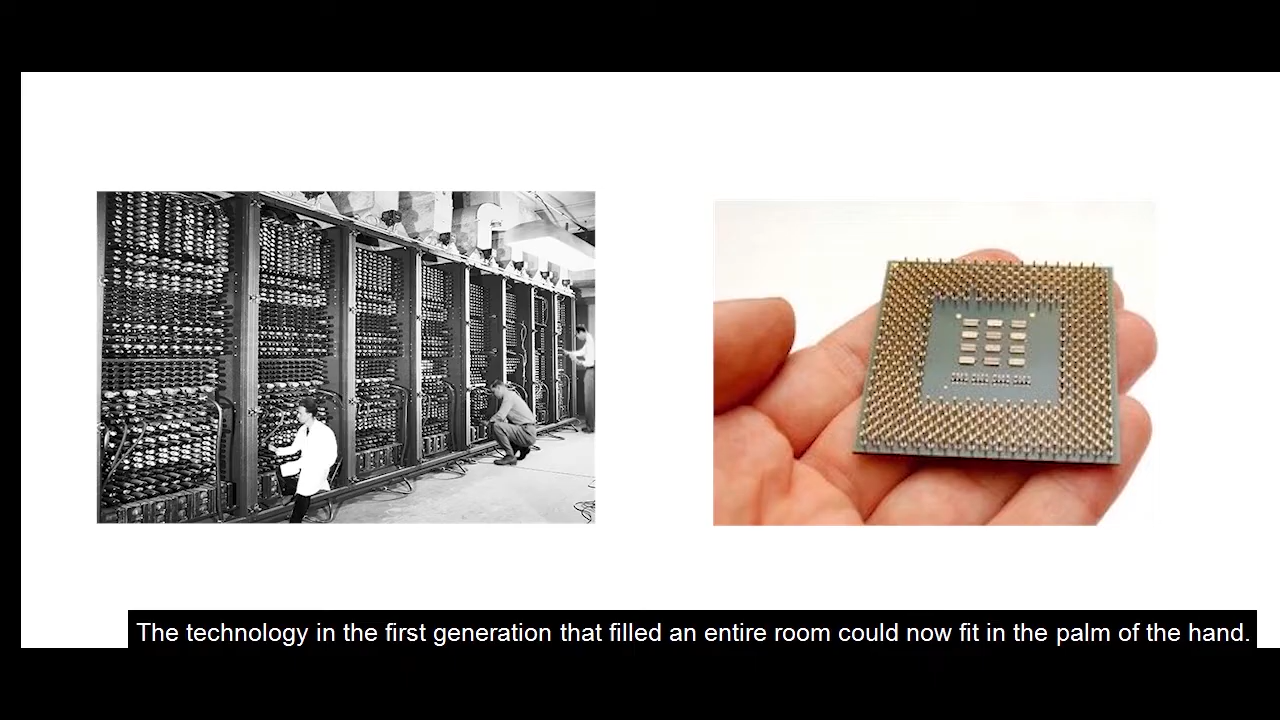 The technology in the first generation that filled an entire room could now fit in the palm of the hand.